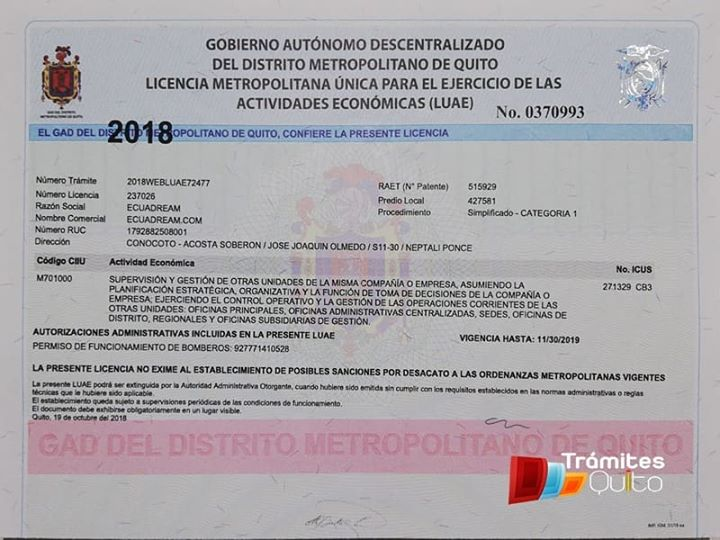 GOBIERNO AUTÓNOMO DESCENTRALIZADO
DEL DISTRITO METROPOLITANO DE QUITO
LICENCIA METROPOLITANA ÚNICA PARA EL EJERCICIO DE LAS
ACTIVIDADES ECONÓMICAS (LUAE)
No. 0370993
GAD DEL DISTRITO
METROPOLITANO DE QUITO
EL GAD DEL DISTRITO METROPOLITANO DE QUITO, CONFIERE LA PRESENTE LICENCIA
2018
Número Trámite 2018WEBLUAE72477 RAET (N° Patente) 515929
Número Licencia 237026 Predio Local 427581
Razón Social ECUADREAM Procedimiento Simplificado - CATEGORIA 1
Nombre Comercial ECUADREAM.COM
Número RUC 1792882508001
Dirección CONOCOTO - ACOSTA SOBERON / JOSE JOAQUIN OLMEDO / S11-30 / NEPTALI PONCE
Código CIIU Actividad Económica No. ICUS
M701000 SUPERVISIÓN Y GESTIÓN DE OTRAS UNIDADES DE LA MISMA COMPAÑÍA O EMPRESA, ASUMIENDO LA 271329 CB3
PLANIFICACIÓN ESTRATÉGICA, ORGANIZATIVA Y LA FUNCIÓN DE TOMA DE DECISIONES DE LA COMPAÑÍA O
EMPRESA; EJERCIENDO EL CONTROL OPERATIVO Y LA GESTIÓN DE LAS OPERACIONES CORRIENTES DE LAS
OTRAS UNIDADES: OFICINAS PRINCIPALES, OFICINAS ADMINISTRATIVAS CENTRALIZADAS, SEDES, OFICINAS DE
DISTRITO, REGIONALES Y OFICINAS SUBSIDIARIAS DE GESTIÓN.
AUTORIZACIONES ADMINISTRATIVAS INCLUIDAS EN LA PRESENTE LUAE VIGENCIA HASTA: 11/30/2019
PERMISO DE FUNCIONAMIENTO DE BOMBEROS: 927771410528
LA PRESENTE LICENCIA NO EXIME AL ESTABLECIMIENTO DE POSIBLES SANCIONES POR DESACATO A LAS ORDENANZAS METROPOLITANAS VIGENTES
La presente LUAE podrá ser extinguida por la Autoridad Administrativa Otorgante, cuando hubiere sido emitida sin cumplir con los requisitos establecidos en las normas administrativas o reglas
técnicas que le hubiere sido aplicable.
El establecimiento queda sujeto a supervisiones periódicas de las condiciones de funcionamiento.
El documento debe exhibirse obligatoriamente en un lugar visible.
Quito, 19 de octubre del 2018
GAD DEL DISTRITO METROPOLITANO DE QUITO
Trámites
Quito